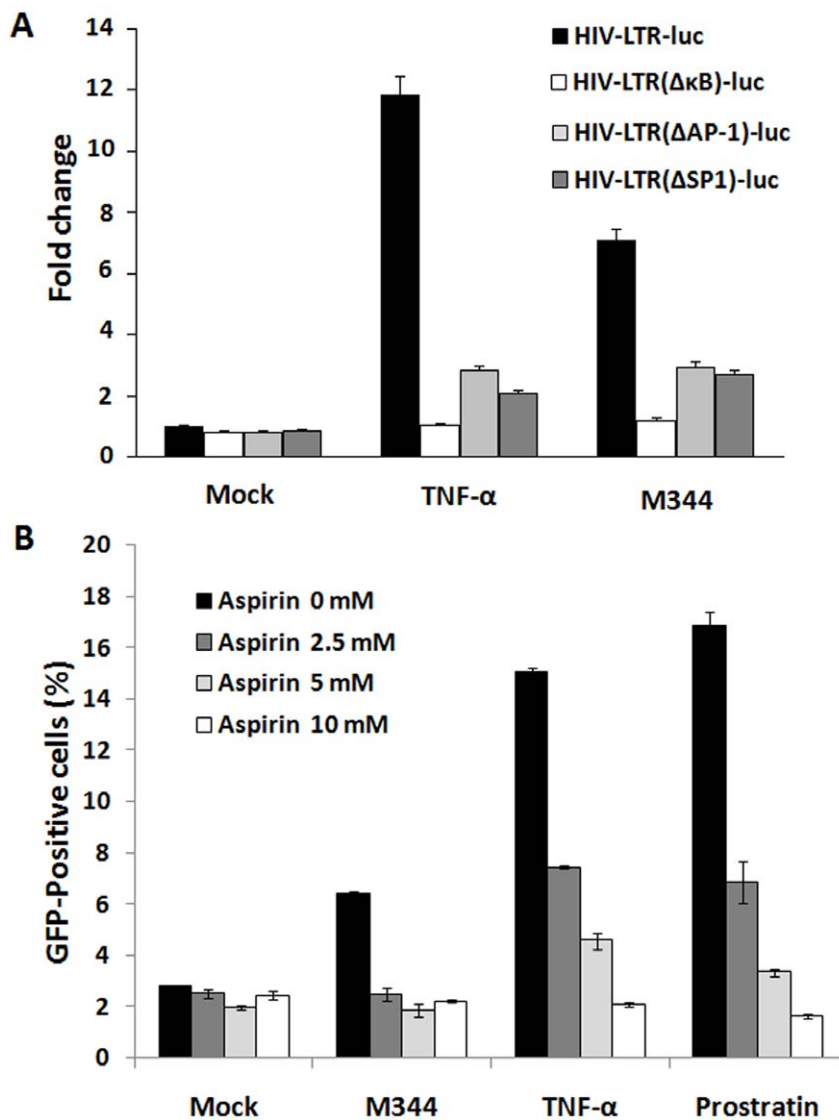 A
14
12
10
8
6
4
2
0
Fold change
HIV-LTR-luc
HIV-LTR(ΔκB)-luc
HIV-LTR(ΔAP-1)-luc
HIV-LTR(ΔSP1)-luc
Mock TNF-α M344
B
20
18
16
14
12
10
8
6
4
2
0
GFP-Positive cells (%)
Aspirin 0 mM
Aspirin 2.5 mM
Aspirin 5 mM
Aspirin 10 mM
Mock M344 TNF-α Prostratin